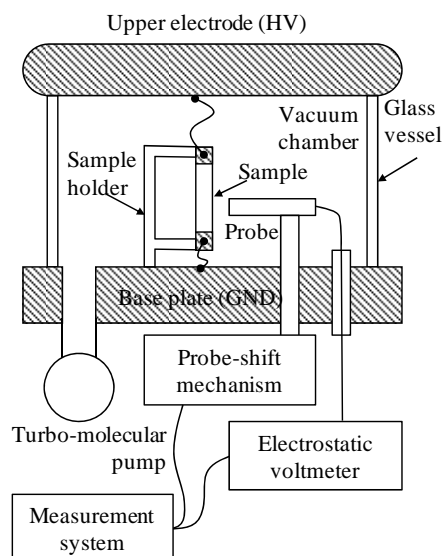 Upper electrode (HV)
Vacuum
chamber
Glass
vessel
Sample
holder
Sample
Probe
Base plate (GND)
Probe-shift
mechanism
Turbo-molecular
pump
Electrostatic
voltmeter
Measurement
system